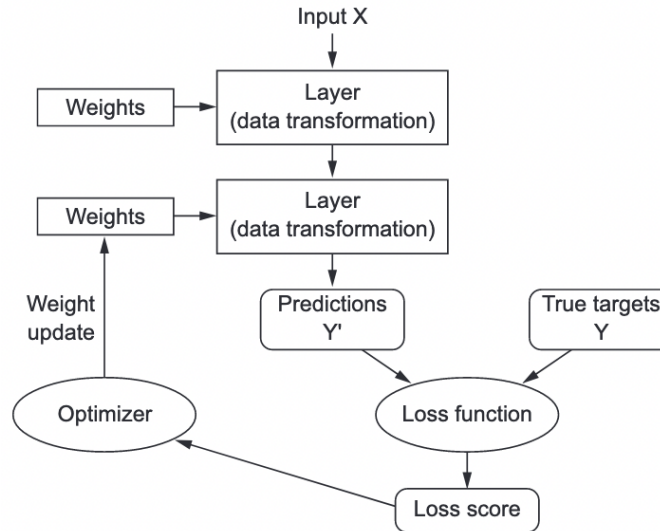 Input X
Layer
(data transformation)
Weights
Layer
(data transformation)
Weights
Weight
update
Predictions
Y'
True targets
Y
Optimizer
Loss function
Loss score